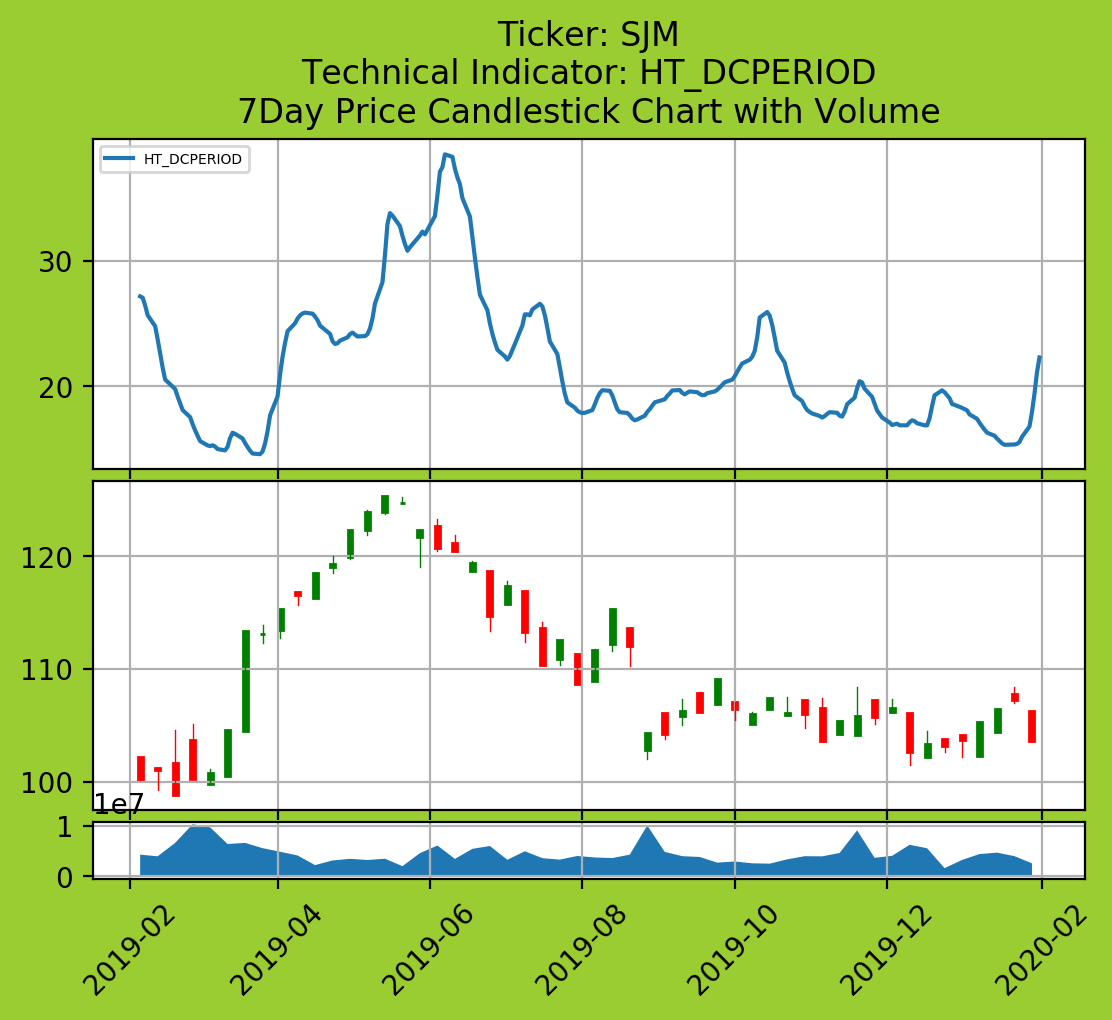 Ticker: SJM
Technical Indicator: HT_DCPERIOD
7Day Price Candlestick Chart with Volume
HT_DCPERIOD
30
20
120
110
100
1e7
1
0
2019-02
2019-04
2019-06
2019-08
2019-10
2019-12
2020-02